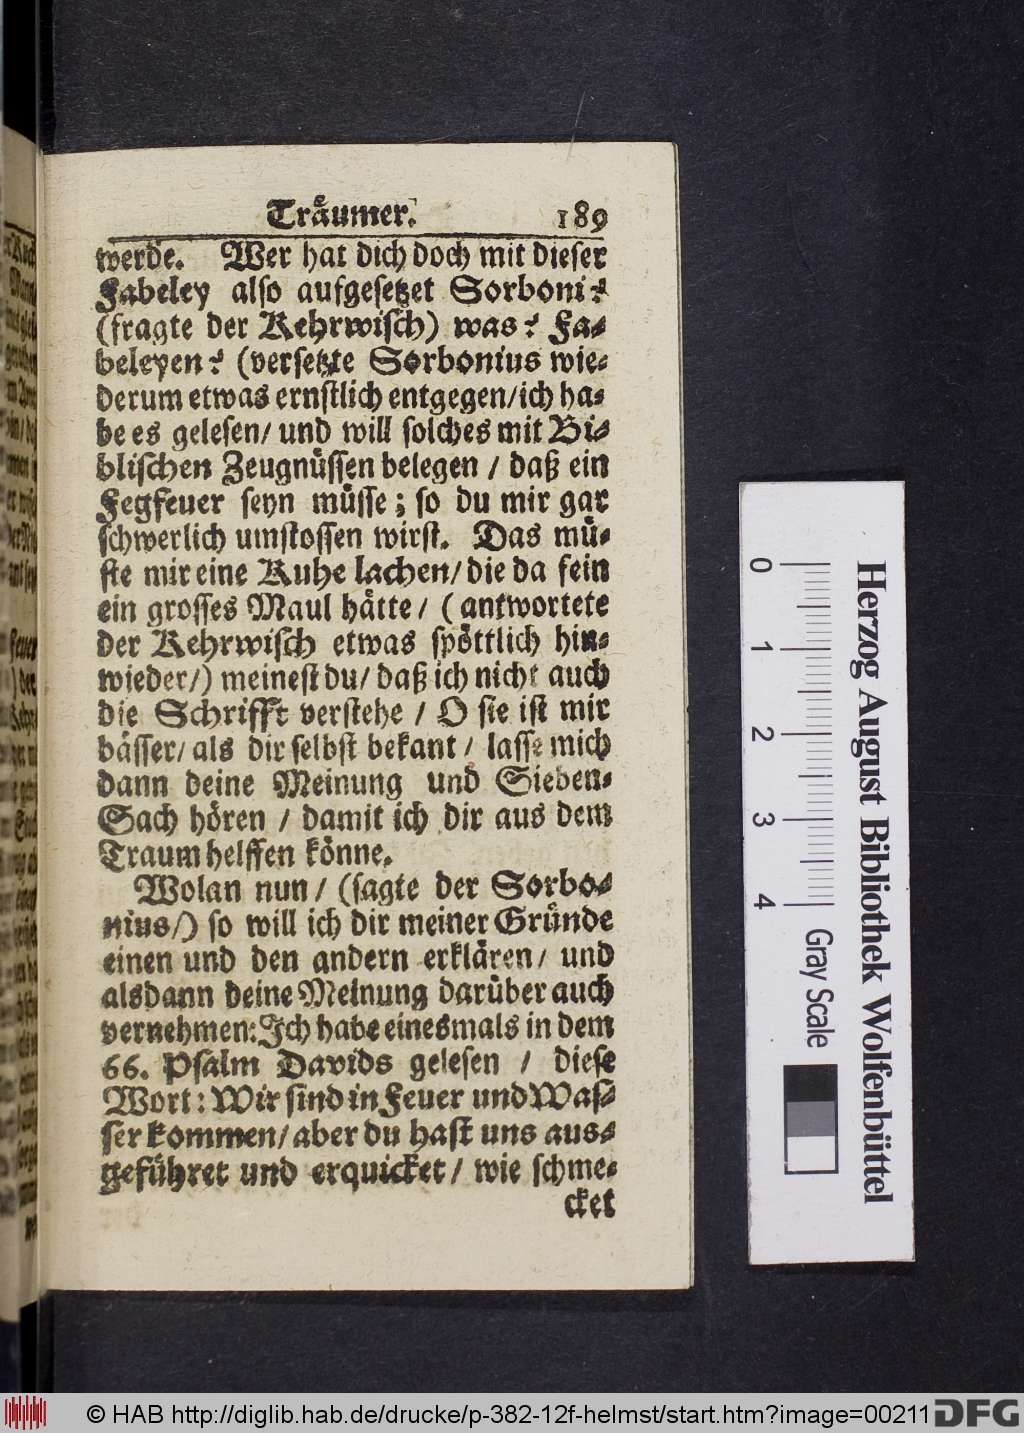 Träumer. 189
werde. Wer hat dich doch mit dieser
Fabeley also aufgesetzet Sorboni?
(fragte der Kehrwisch) was? Fa-
beleyen? (versetzte Sorbonius wie-
derum etwas ernstlich entgegen/ich ha-
be es gelesen/ und will solches mit Bi-
blischen Zeugnüssen belegen / daß ein
Fegfeuer seyn müsse; so du mir gar
schwerlich umstossen wirst. Das mü-
ste mir eine Kuhe lachen/ die da fein
ein grosses Maul hätte/ (antwortete
der Kehrwisch etwas spöttlich hin-
wieder/) meinest du/ daß ich nicht auch
die Schrifft verstehe / O sie ist mir
bässer/ als dir selbst bekant / lasse mich
dann deine Meinung und Sieben-
Sach hören / damit ich dir aus dem
Traum helffen könne.
Wolan nun / (sagte der Sorbo-
nius/) so will ich dir meiner Gründe
einen und den andern erklären/ und
alsdann deine Meinung darüber auch
vernehmen: Ich habe einesmals in dem
66. Psalm Davids gelesen / diese
Wort: Wir sind in Feuer und Was-
ser kommen/ aber du hast uns aus-
geführet und erquicket / wie schme-
cket
Herzog August Bibliothek Wolfenbüttel
0 1 2 3 4 Gray Scale
© HAB http://diglib.hab.de/drucke/p-382-12f-helmst/start.htm?image=00211 DFG